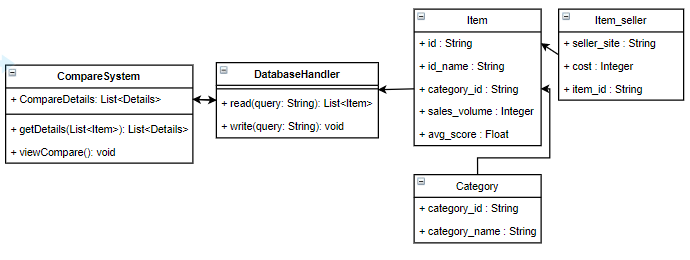 CompareSystem
+ CompareDetails: List<Details>
+ getDetails(List<Item>): List<Details>
+ viewCompare(): void
DatabaseHandler
+ read(query: String): List<Item>
+ write(query: String): void
Item
+ id : String
+ id_name : String
+ category_id : String
+ sales_volume : Integer
+ avg_score : Float
Item_seller
+ seller_site : String
+ cost : Integer
+ item_id : String
Category
+ category_id : String
+ category_name : String